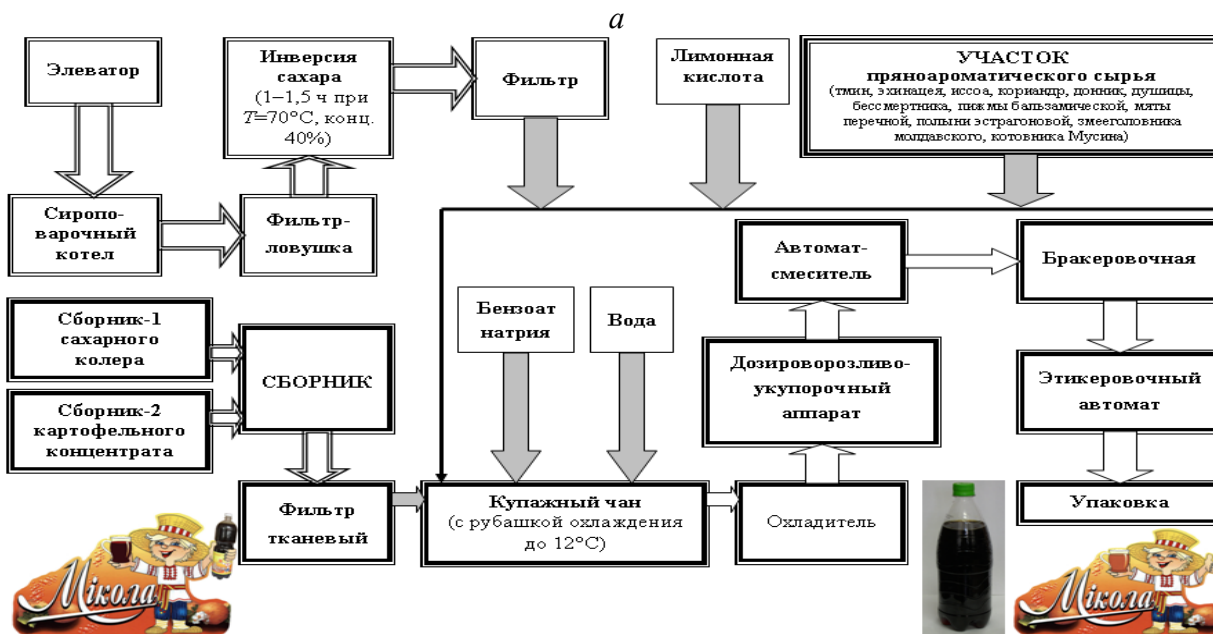 а
Элеватор
Инверсия
сахара
(1–1,5 ч при
T=70°С, конц.
40%)
Фильтр
Лимонная
кислота
УЧАСТОК
пряноароматического сырья
(тмин, эхинацея, иссоа, кориандр, донник, душицы,
бессмертника, пижмы бальзамической, мяты
перечной, полыни эстрагоновой, змееголовника
молдавского, котовника Мусина)
Сиропо-
варочный
котел
Фильтр-
ловушка
Автомат-
смеситель
Бракеровочная
Сборник-1
сахарного
колера
Бензоат
натрия
Вода
СБОРНИК
Дозироворозливо-
укупорочный
аппарат
Этикеровочный
автомат
Сборник-2
картофельного
концентрата
Фильтр
тканевый
Купажный чан
(с рубашкой охлаждения
до 12°С)
Охладитель
Упаковка
Мікола
Мікола